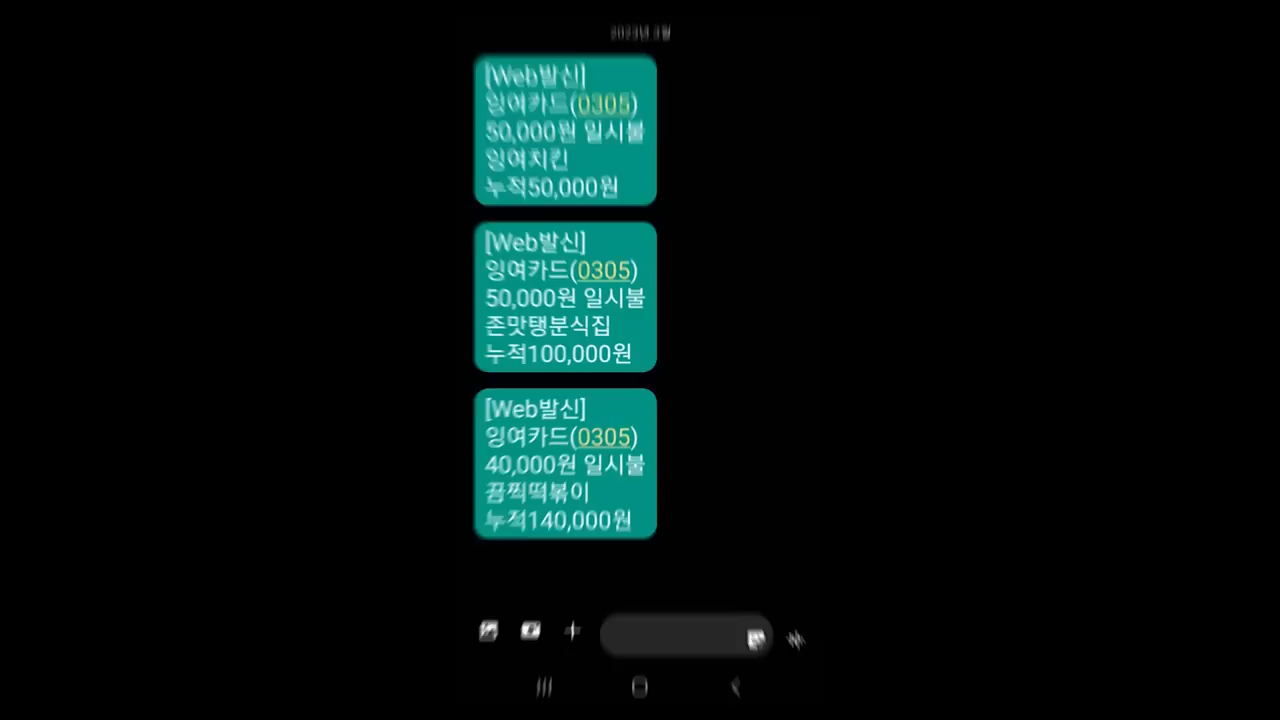 [Web발신]
잉여카드(0305)
50,000원 일시불
잉여치킨
누적50,000원
[Web발신]
잉여카드(0305)
50,000원 일시불
존맛탱분식집
누적100,000원
[Web발신]
잉여카드(0305)
40,000원 일시불
끔찍떡볶이
누적140,000원